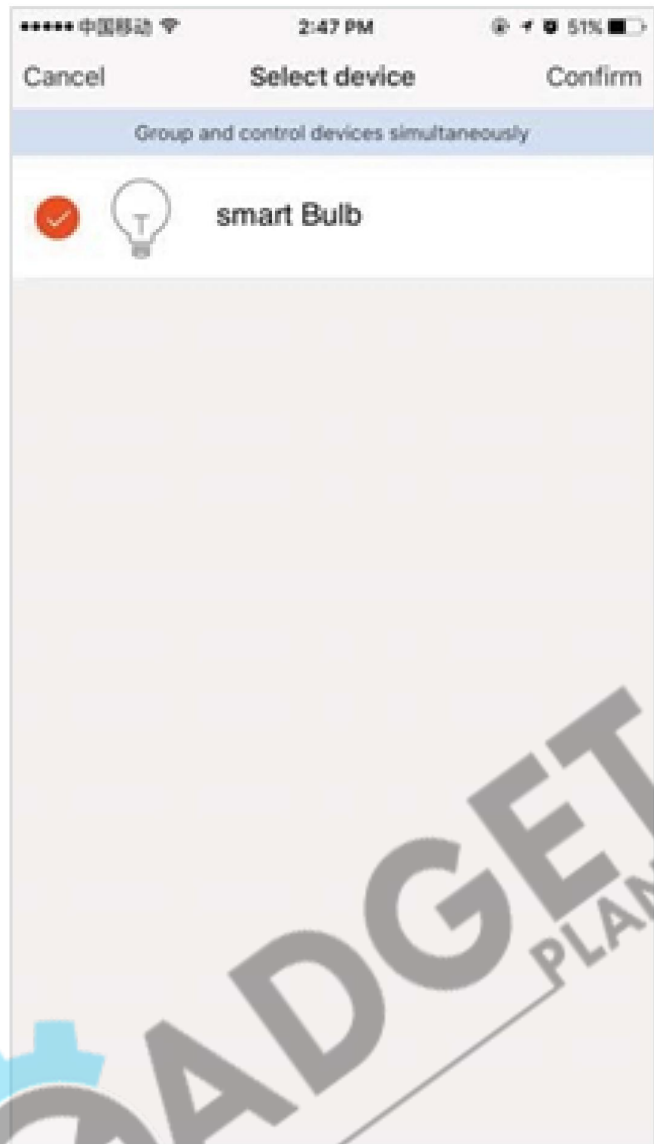 中国移动 2:47 PM 51%
Cancel Select device Confirm
Group and control devices simultaneously
smart Bulb
GADGET
PLAN